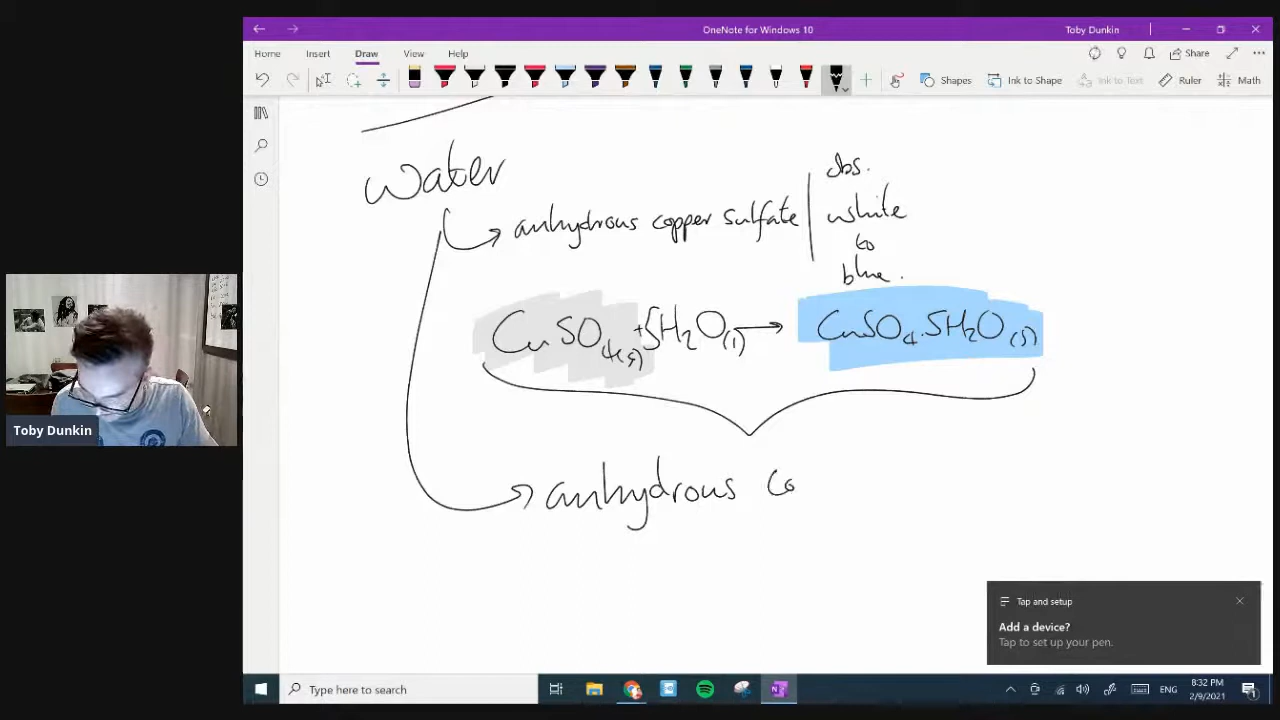 OneNote for Windows 10
Toby Dunkin
Home Insert Draw View Help
Share
Shapes
Ink to Shape
Ink to Text
Ruler
Math
water
anhydrous copper sulfate
obs.
white
to
blue.
CuSO4(s) + 5H2O(l) → CuSO4.5H2O(s)
anhydrous co
Toby Dunkin
Tap and setup
Add a device?
Tap to set up your pen.
Type here to search
ENG
8:32 PM
2/9/2021
1